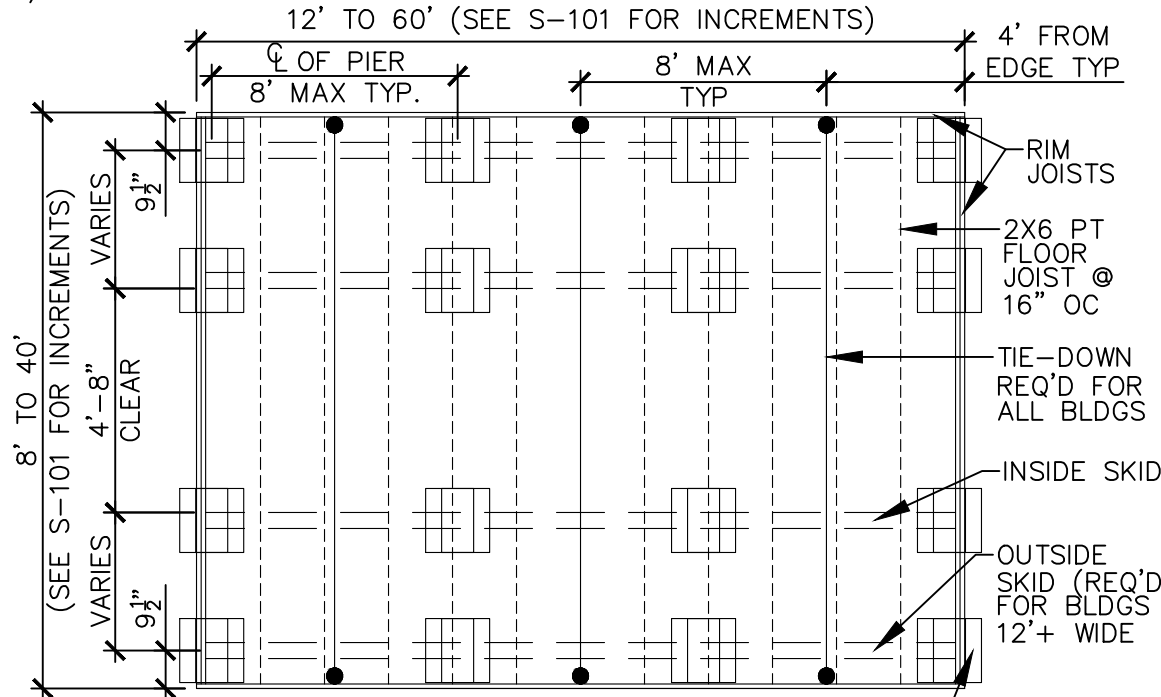 12' TO 60' (SEE S-101 FOR INCREMENTS)
℄ OF PIER
8' MAX TYP.
8' MAX
TYP
4' FROM
EDGE TYP
8' TO 40'
(SEE S-101 FOR INCREMENTS)
VARIES
9½"
4'-8"
CLEAR
VARIES
9½"
RIM
JOISTS
2X6 PT
FLOOR
JOIST @
16" OC
TIE-DOWN
REQ'D FOR
ALL BLDGS
INSIDE SKID
OUTSIDE
SKID (REQ'D
FOR BLDGS
12'+ WIDE